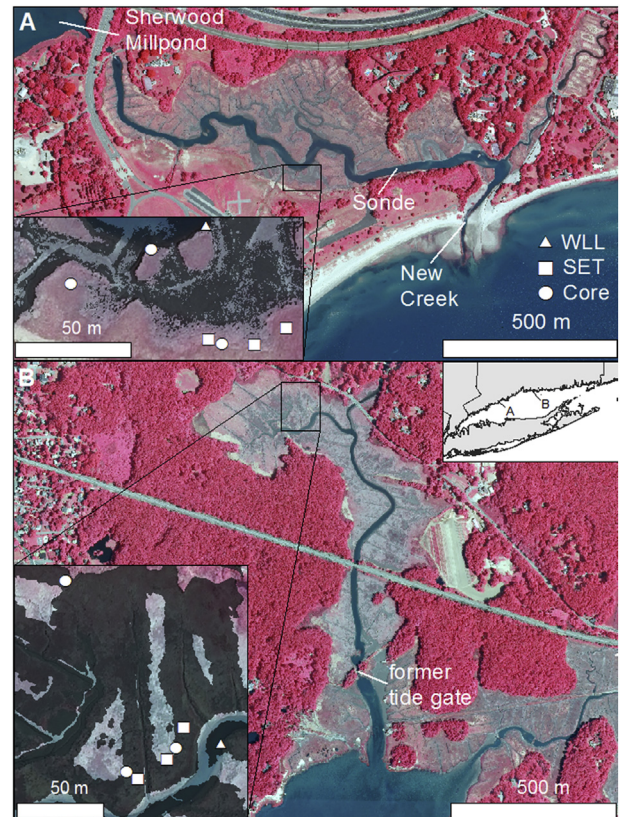 A
Sherwood
Millpond
Sonde
New
Creek
WLL
SET
Core
50 m
500 m
B
A
B
former
tide gate
50 m
500 m